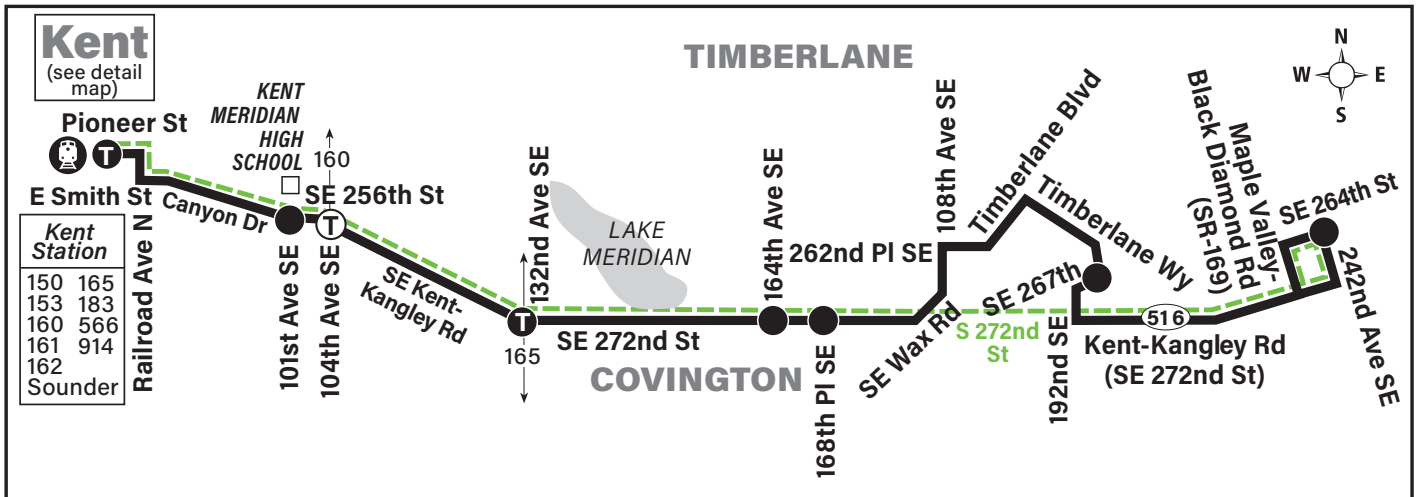 Kent
(see detail
map)
TIMBERLANE
N
W
E
S
KENT
MERIDIAN
HIGH
SCHOOL
Pioneer St
T
160
E Smith St
Canyon Dr
SE 256th St
T
Railroad Ave N
Kent
Station
150 165
153 183
160 566
161 914
162
Sounder
101st Ave SE
104th Ave SE
SE Kent-
Kangley Rd
132nd Ave SE
T
165
LAKE
MERIDIAN
SE 272nd St
COVINGTON
164th Ave SE
168th Pl SE
262nd Pl SE
108th Ave SE
SE Wax Rd
Timberlane Blvd
Timberlane Wy
SE 267th
S 272nd
St
192nd SE
516
Kent-Kangley Rd
(SE 272nd St)
Maple Valley-
Black Diamond Rd
(SR-169)
SE 264th St
242nd Ave SE